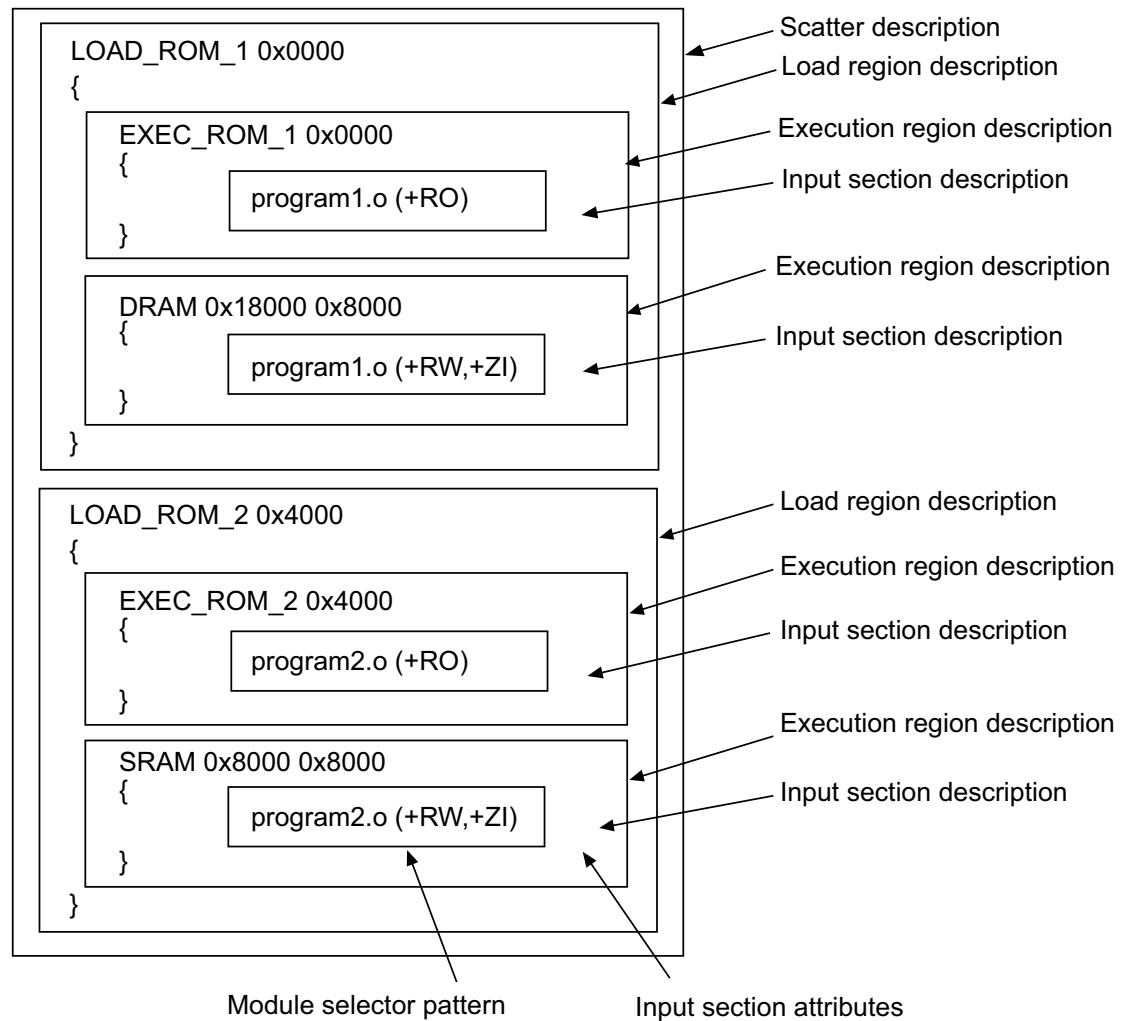 Scatter description
LOAD_ROM_1 0x0000
Load region description
{
EXEC_ROM_1 0x0000
Execution region description
{
program1.o (+RO)
Input section description
}
DRAM 0x18000 0x8000
Execution region description
{
program1.o (+RW,+ZI)
Input section description
}
}
LOAD_ROM_2 0x4000
Load region description
{
EXEC_ROM_2 0x4000
Execution region description
{
program2.o (+RO)
Input section description
}
SRAM 0x8000 0x8000
Execution region description
{
program2.o (+RW,+ZI)
Input section description
}
}
Module selector pattern
Input section attributes